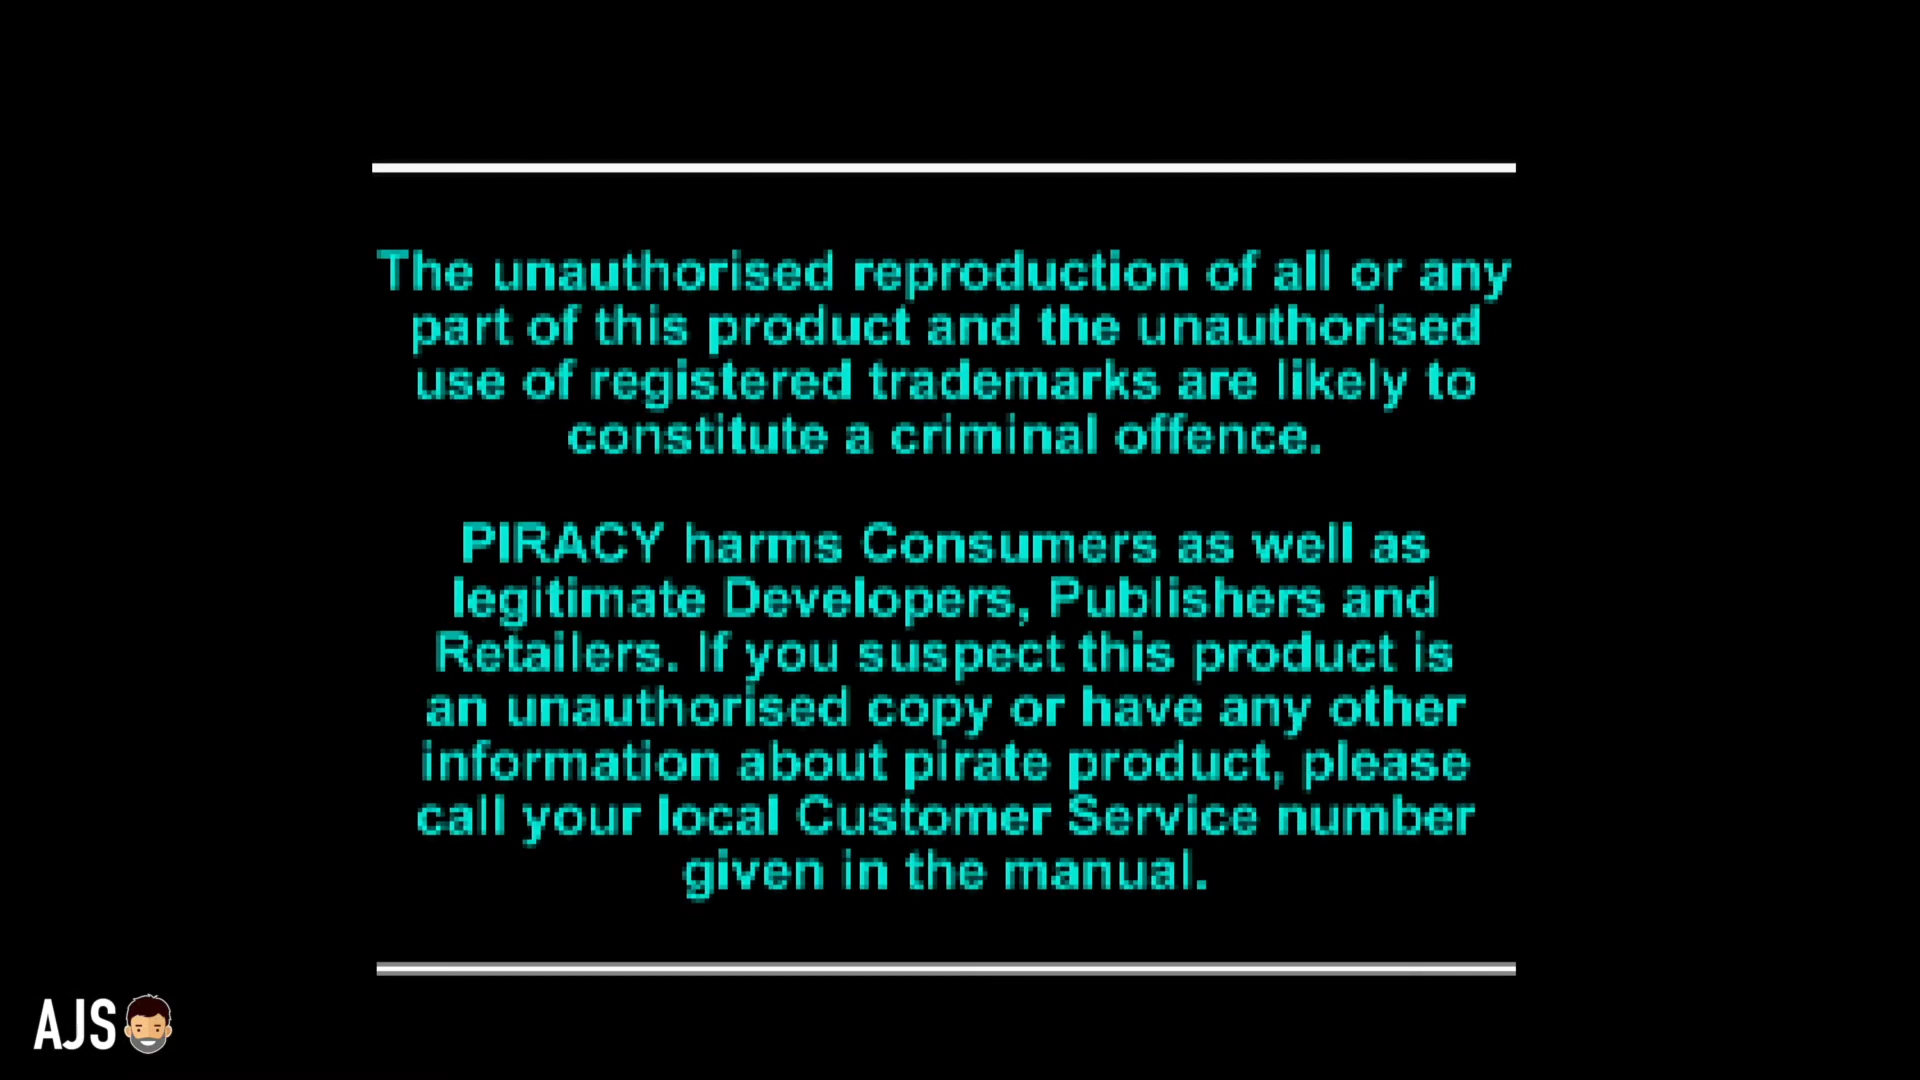 The unauthorised reproduction of all or any
part of this product and the unauthorised
use of registered trademarks are likely to
constitute a criminal offence.
PIRACY harms Consumers as well as
legitimate Developers, Publishers and
Retailers. If you suspect this product is
an unauthorised copy or have any other
information about pirate product, please
call your local Customer Service number
given in the manual.
AJS